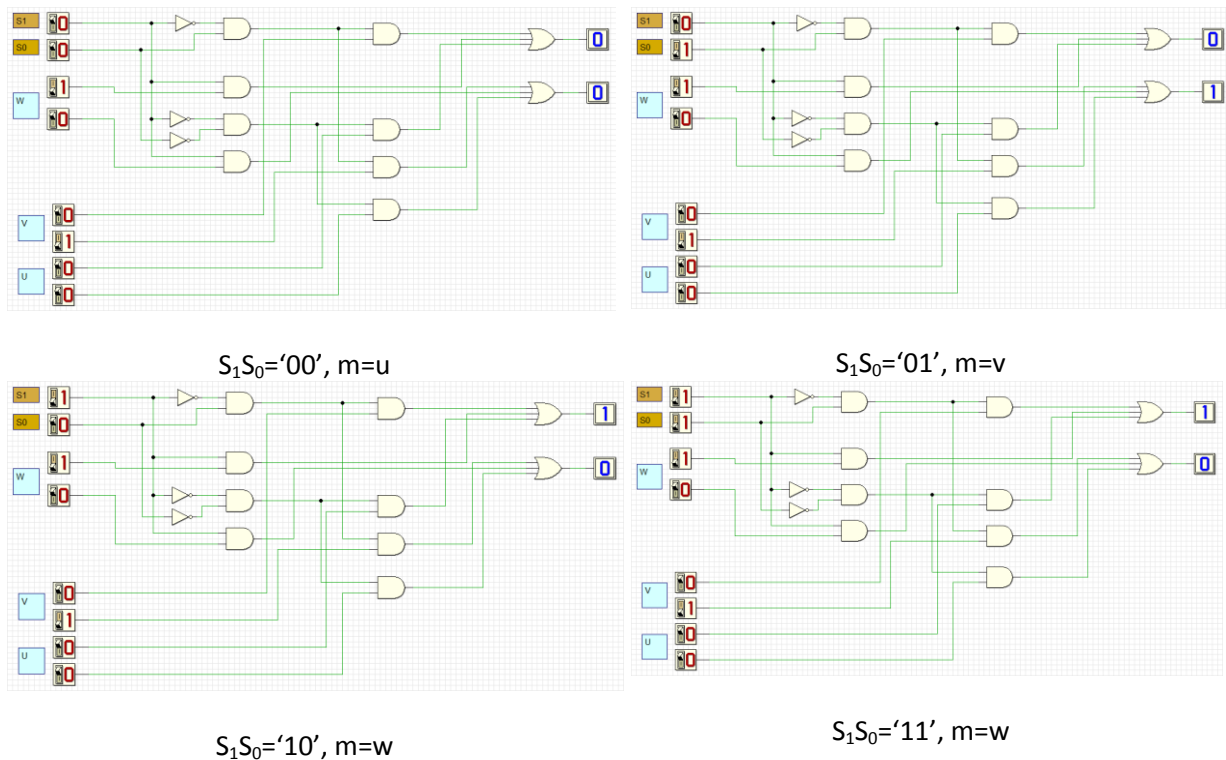 S1 0 0
S0 0
W 1
0 0
V 0
1
U 0
0
S1 0 0
S0 1
W 1
0 1
V 0
1
U 0
0
S₁S₀=‘00’, m=u
S₁S₀=‘01’, m=v
S1 1 1
S0 0
W 1 0
0
V 0
1
U 0
0
S1 1 1
S0 1
W 1 0
0
V 0
1
U 0
0
S₁S₀=‘10’, m=w
S₁S₀=‘11’, m=w